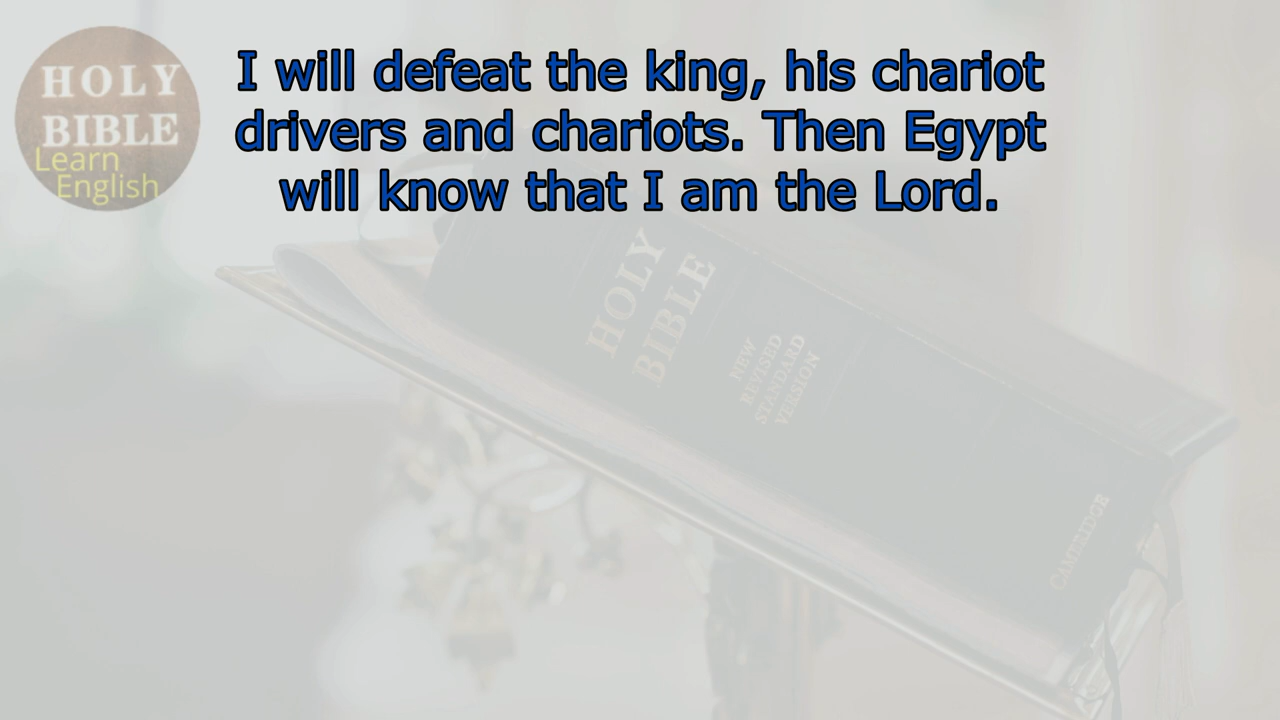 HOLY
BIBLE
Learn
English
I will defeat the king, his chariot
drivers and chariots. Then Egypt
will know that I am the Lord.
HOLY
BIBLE
NEW
REVISED
STANDARD
VERSION
CAMBRIDGE